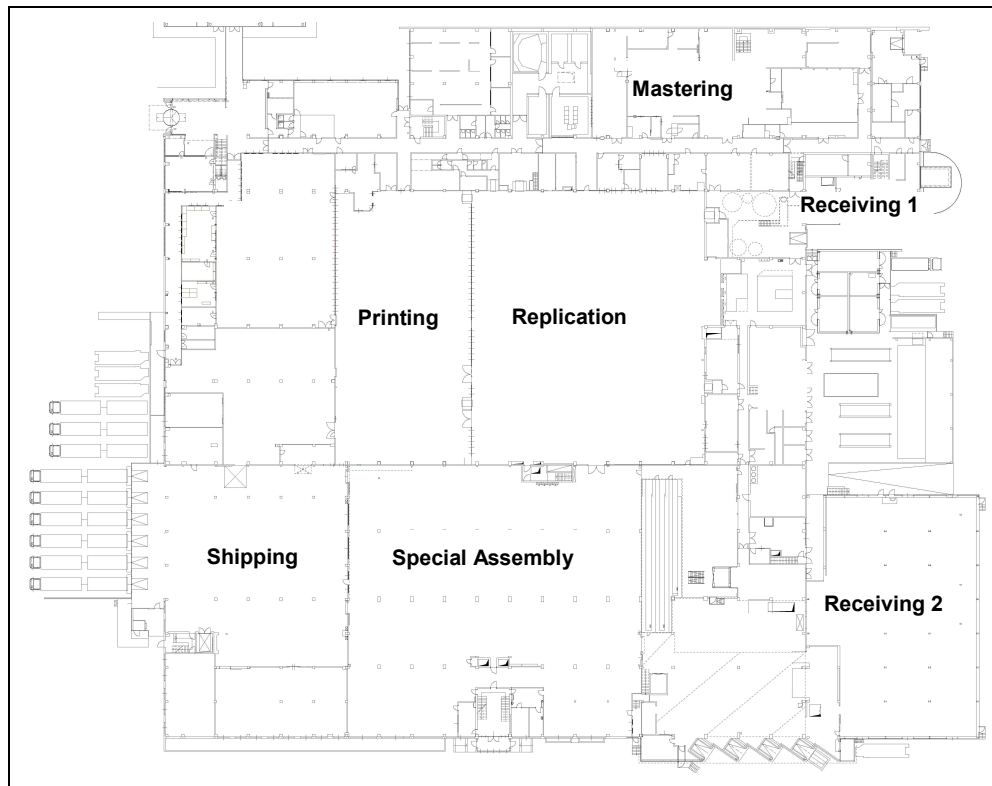 Mastering
Receiving 1
Printing
Replication
Shipping
Special Assembly
Receiving 2